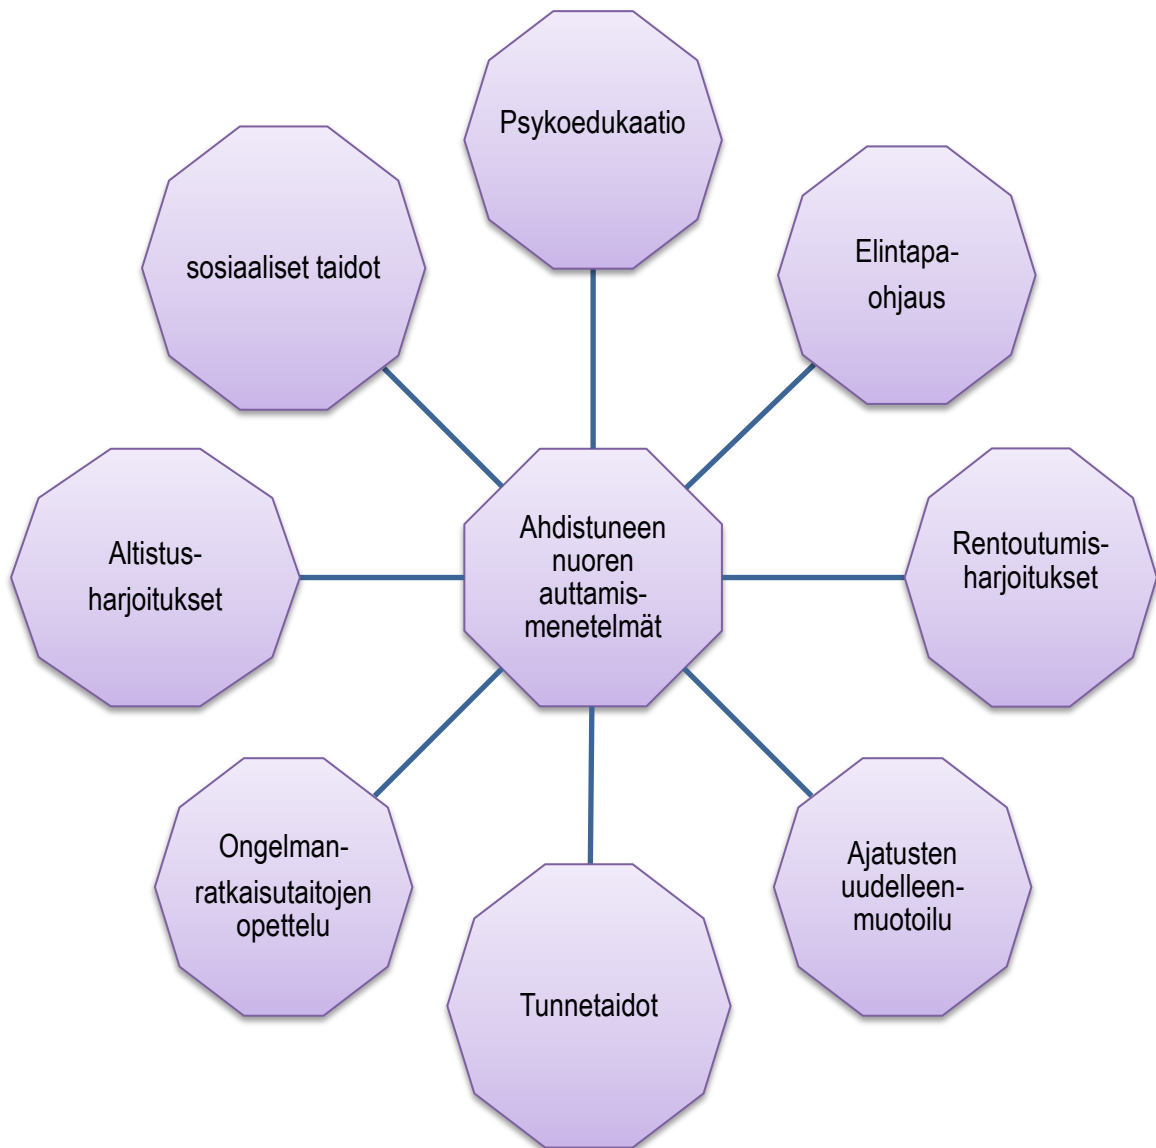 Psykoedukaatio
Elintapa-
ohjaus
Rentoutumis-
harjoitukset
Ajatusten
uudelleen-
muotoilu
Tunnetaidot
Ongelman-
ratkaisutaitojen
opettelu
Altistus-
harjoitukset
sosiaaliset taidot
Ahdistuneen
nuoren
auttamis-
menetelmät